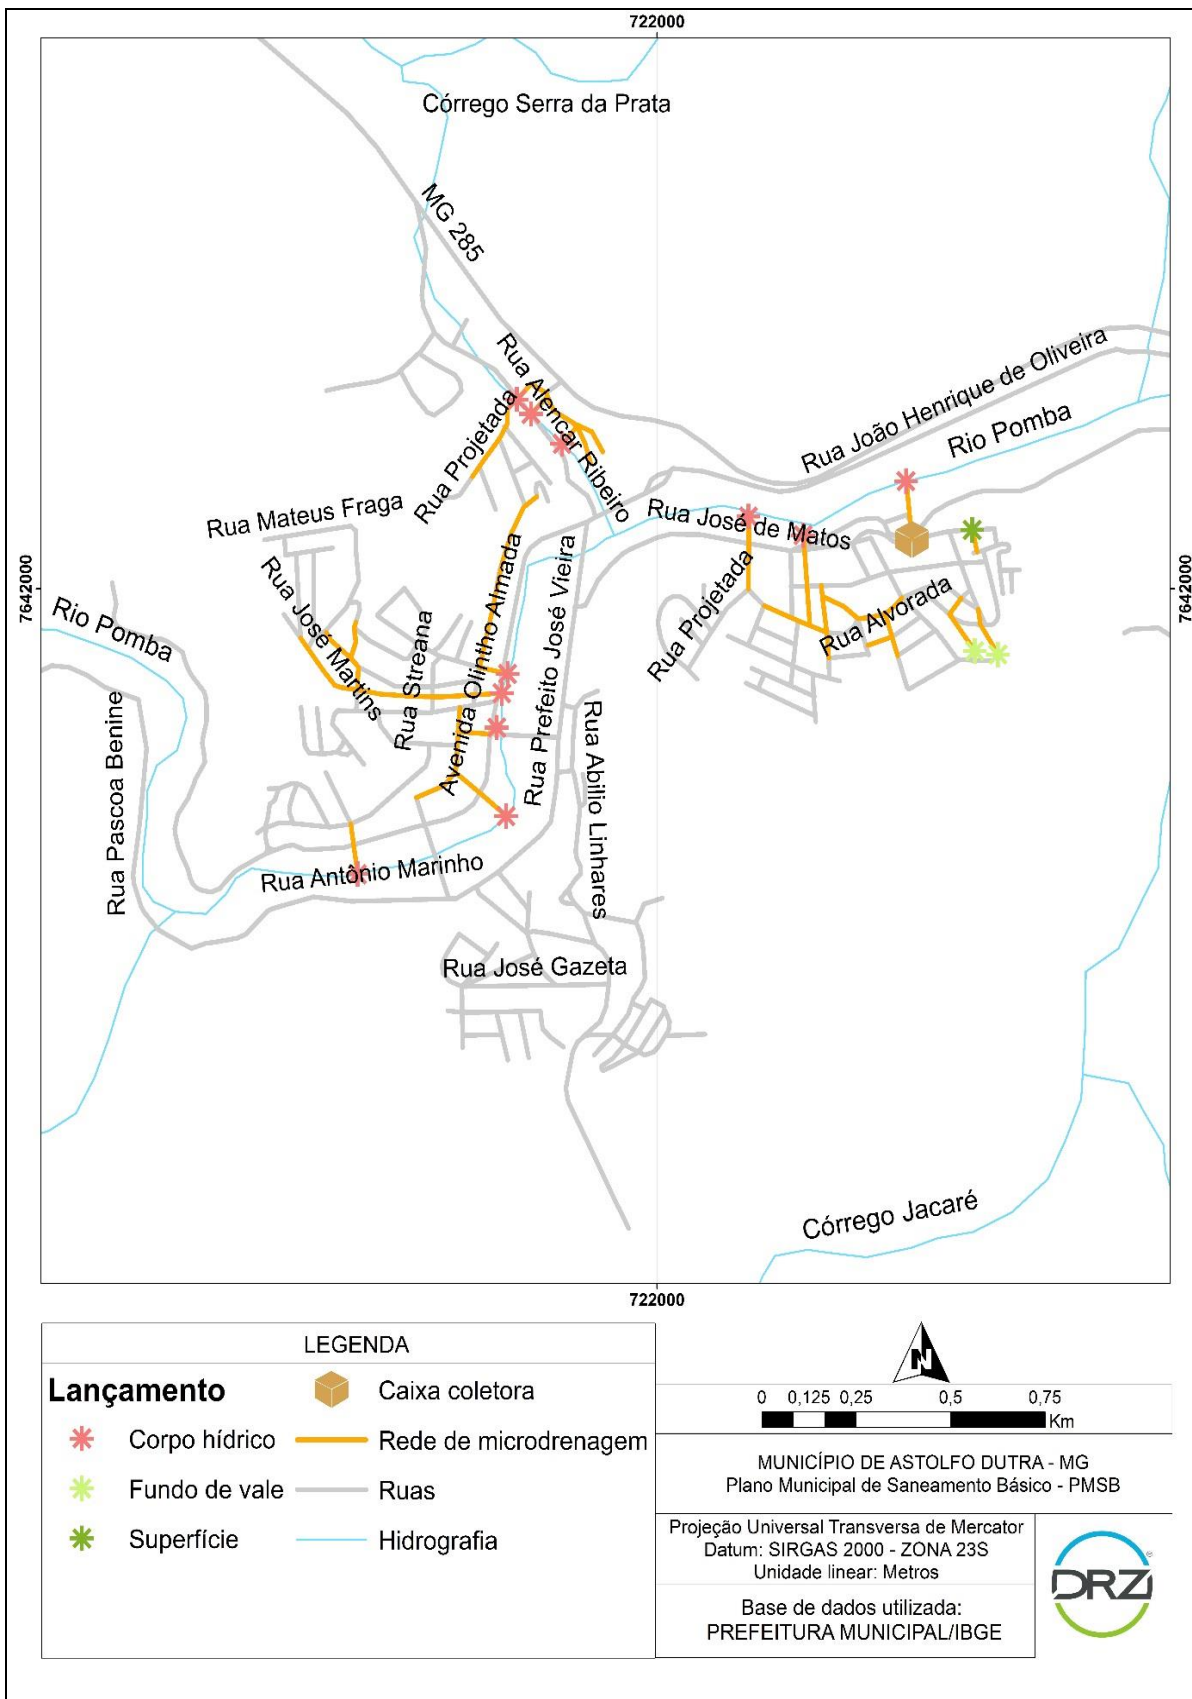 722000
Córrego Serra da Prata
MG 285
Rua Alencar Ribeiro
Rua João Henrique de Oliveira
Rua Projetada
Rio Pomba
Rua Mateus Fraga
Rua José de Matos
7642000
7642000
Rua José Martins
Avenida Olintho Almada
Rua Prefeito José Vieira
Rua Projetada
Rua Alvorada
Rio Pomba
Rua Streana
Rua Pascoa Benine
Rua Abilio Linhares
Rua Antônio Marinho
Rua José Gazeta
Córrego Jacaré
722000
LEGENDA
Lançamento
Corpo hídrico
Fundo de vale
Superfície
Caixa coletora
Rede de microdrenagem
Ruas
Hidrografia
N
0 0,125 0,25 0,5 0,75
Km
MUNICÍPIO DE ASTOLFO DUTRA - MG
Plano Municipal de Saneamento Básico - PMSB
Projeção Universal Transversa de Mercator
Datum: SIRGAS 2000 - ZONA 23S
Unidade linear: Metros
Base de dados utilizada:
PREFEITURA MUNICIPAL/IBGE
DRZ®